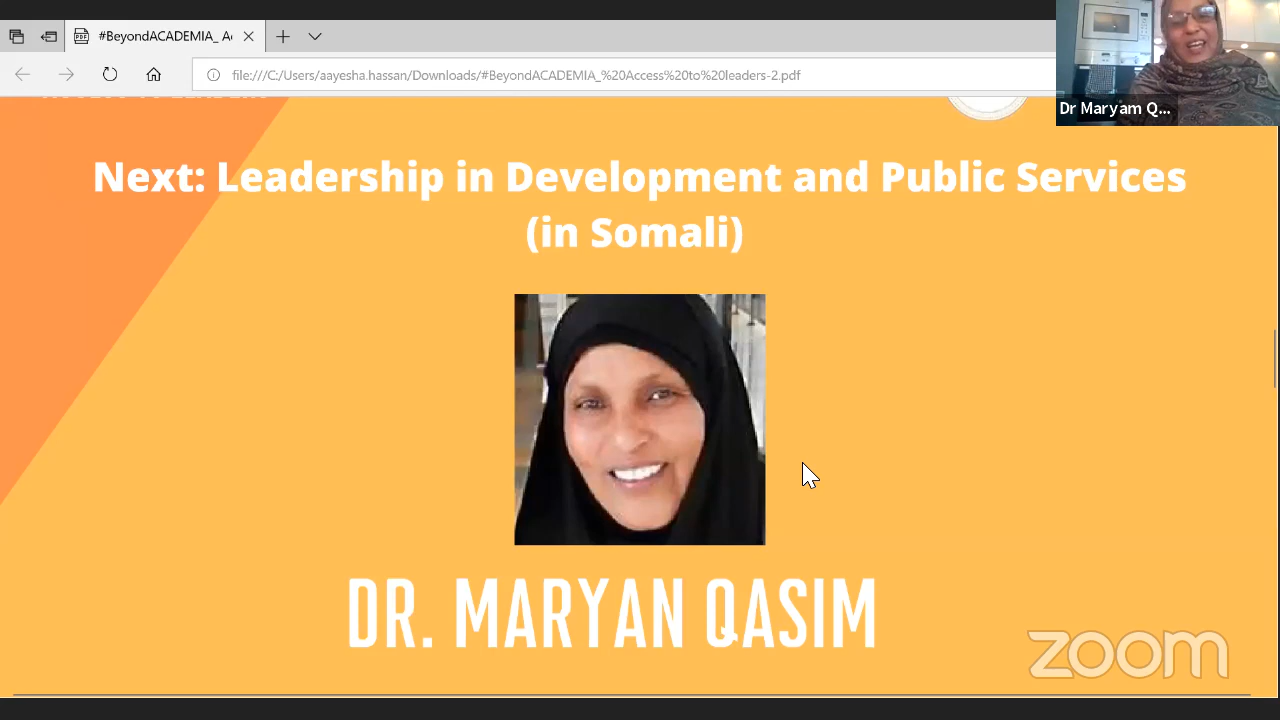 #BeyondACADEMIA_ Ac
file:///C:/Users/aayesha.hassan/Downloads/#BeyondACADEMIA_%20Access%20to%20leaders-2.pdf
Dr Maryam Q...
Next: Leadership in Development and Public Services
(in Somali)
DR. MARYAN QASIM
zoom